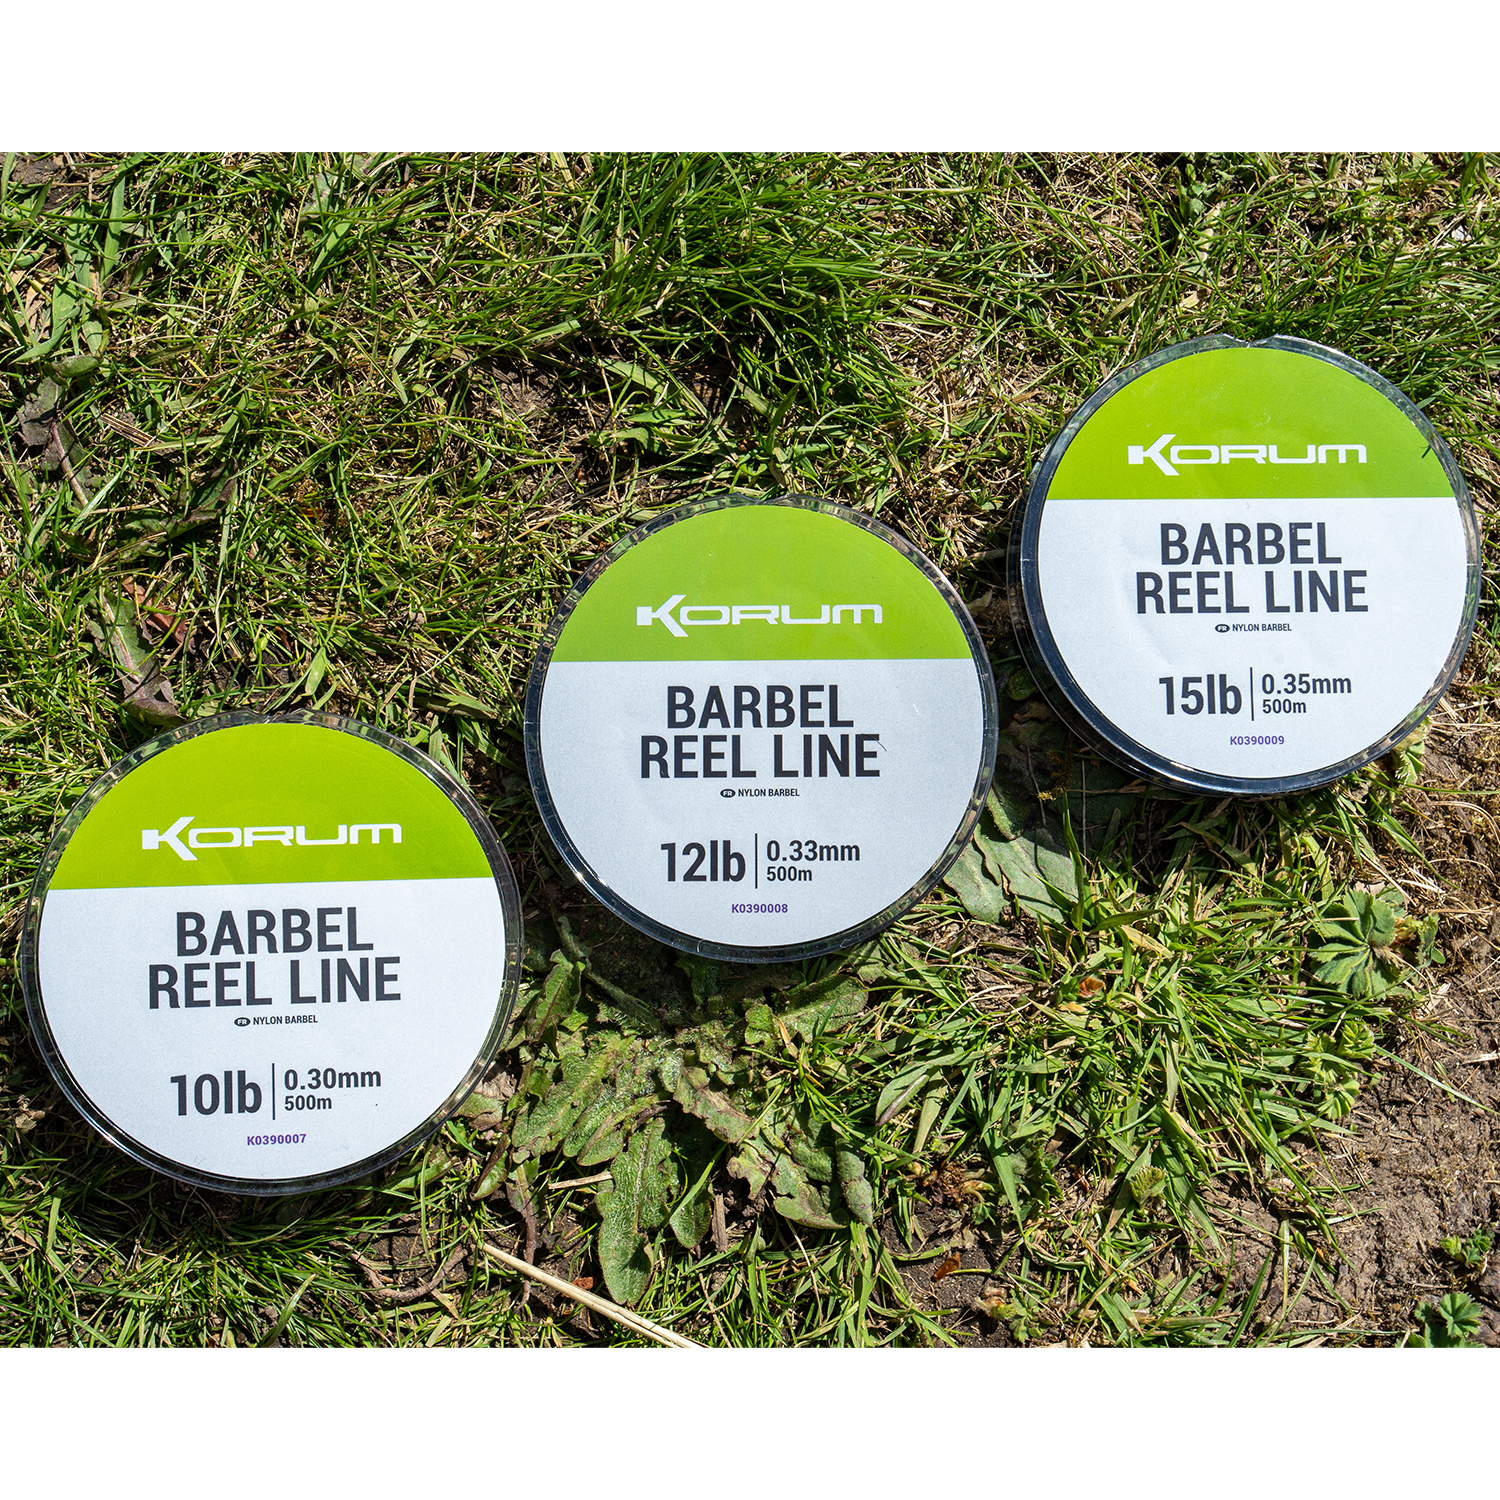 KORUM
BARBEL
REEL LINE
FR NYLON BARBEL
10lb 0.30mm
500m
K0390007
KORUM
BARBEL
REEL LINE
FR NYLON BARBEL
12lb 0.33mm
500m
K0390008
KORUM
BARBEL
REEL LINE
FR NYLON BARBEL
15lb 0.35mm
500m
K0390009